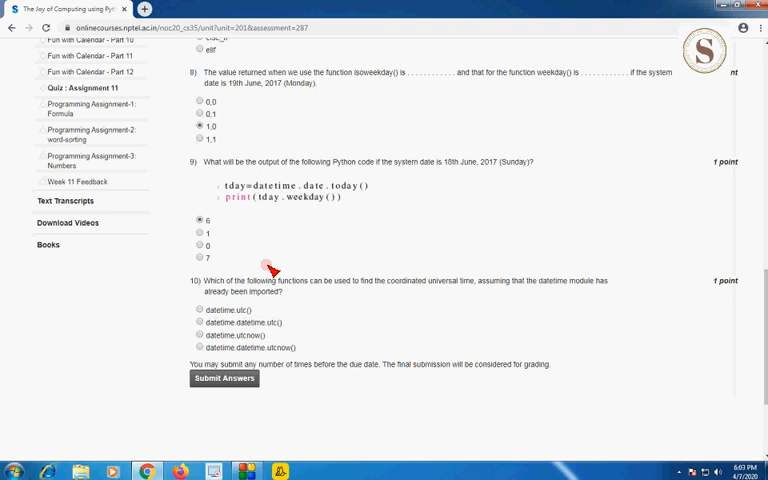 S The Joy of Computing using Pyt
onlinecourses.nptel.ac.in/noc20_cs35/unit?unit=201&assessment=287
Fun with Calendar - Part 10
Fun with Calendar - Part 11
Fun with Calendar - Part 12
Quiz : Assignment 11
Programming Assignment-1:
Formula
Programming Assignment-2:
word-sorting
Programming Assignment-3:
Numbers
Week 11 Feedback
Text Transcripts
Download Videos
Books
elif
8) The value returned when we use the function isoweekday() is . . . . . . . . . . . . and that for the function weekday() is . . . . . . . . . . . . if the system
date is 19th June, 2017 (Monday).
0,0
0,1
1,0
1,1
S
nt
9) What will be the output of the following Python code if the system date is 18th June, 2017 (Sunday)?
1 point
tday=datetime.date.today()
print(tday.weekday())
6
1
0
7
10) Which of the following functions can be used to find the coordinated universal time, assuming that the datetime module has
already been imported?
1 point
datetime.utc()
datetime.datetime.utc()
datetime.utcnow()
datetime.datetime.utcnow()
You may submit any number of times before the due date. The final submission will be considered for grading.
Submit Answers
6:03 PM
4/7/2020